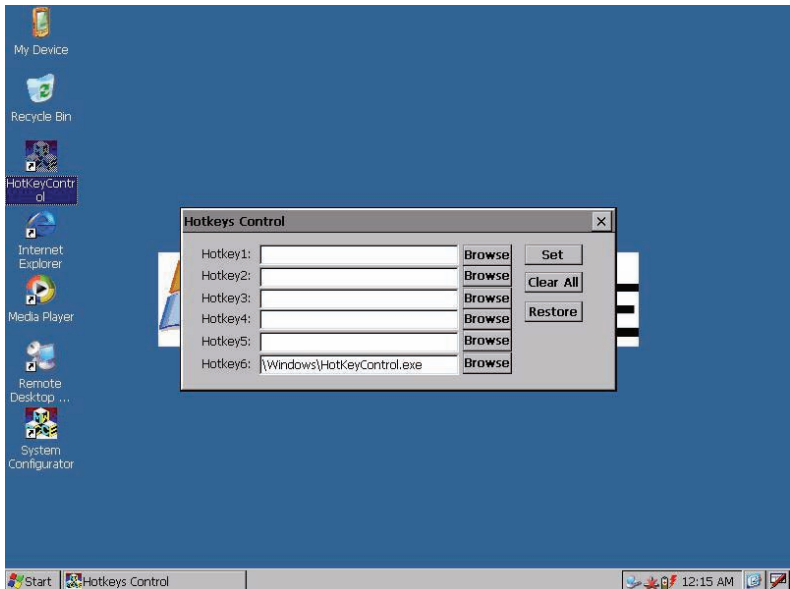 My Device
Recycle Bin
HotKeyContr
ol
Internet
Explorer
Media Player
Remote
Desktop ...
System
Configurator
Hotkeys Control
Hotkey1:
Browse
Set
Hotkey2:
Browse
Clear All
Hotkey3:
Browse
Restore
Hotkey4:
Browse
Hotkey5:
Browse
Hotkey6:
\Windows\HotKeyControl.exe
Browse
Start
Hotkeys Control
12:15 AM